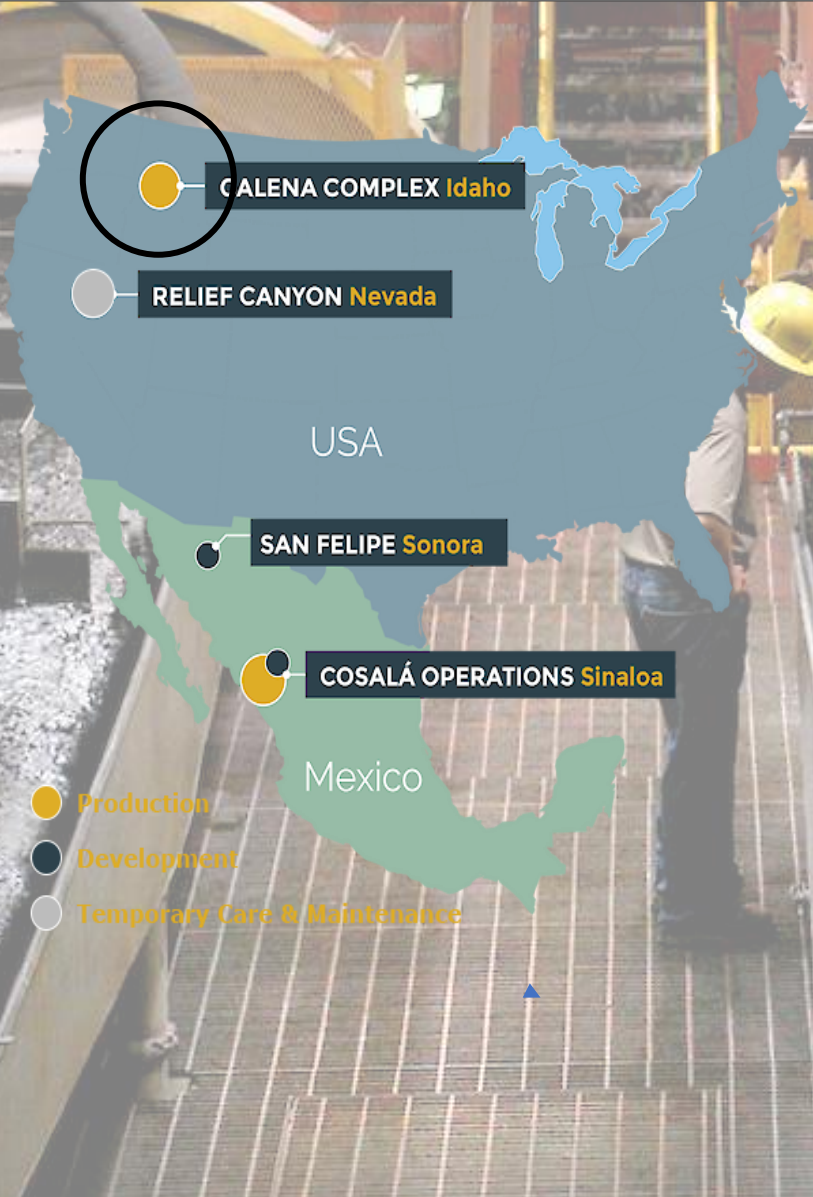 GALENA COMPLEX Idaho
RELIEF CANYON Nevada
USA
SAN FELIPE Sonora
COSALÁ OPERATIONS Sinaloa
Mexico
Production
Development
Temporary Care & Maintenance